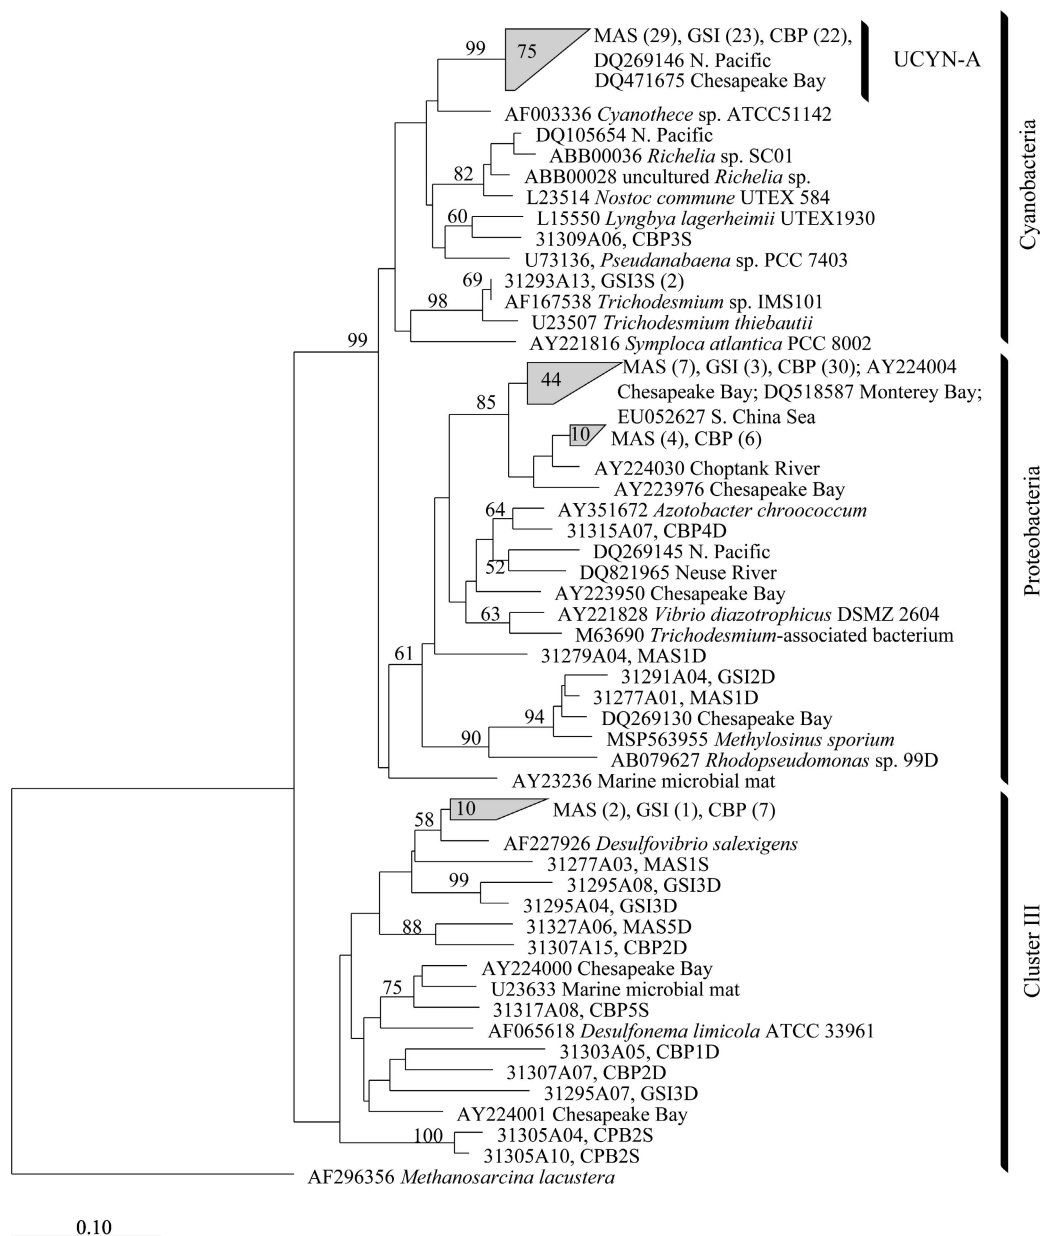 MAS (29), GSI (23), CBP (22),
99
75
DQ269146 N. Pacific
UCYN-A
DQ471675 Chesapeake Bay
AF003336 Cyanothece sp. ATCC51142
DQ105654 N. Pacific
ABB00036 Richelia sp. SC01
82
ABB00028 uncultured Richelia sp.
L23514 Nostoc commune UTEX 584
60
L15550 Lyngbya lagerheimii UTEX1930
31309A06, CBP3S
U73136, Pseudanabaena sp. PCC 7403
69
31293A13, GSI3S (2)
98
AF167538 Trichodesmium sp. IMS101
U23507 Trichodesmium thiebautii
99
AY221816 Symploca atlantica PCC 8002
Cyanobacteria
MAS (7), GSI (3), CBP (30); AY224004
44
Chesapeake Bay; DQ518587 Monterey Bay;
85
EU052627 S. China Sea
10
MAS (4), CBP (6)
AY224030 Choptank River
AY223976 Chesapeake Bay
64
AY351672 Azotobacter chroococcum
31315A07, CBP4D
DQ269145 N. Pacific
52
DQ821965 Neuse River
AY223950 Chesapeake Bay
63
AY221828 Vibrio diazotrophicus DSMZ 2604
M63690 Trichodesmium-associated bacterium
61
31279A04, MAS1D
31291A04, GSI2D
31277A01, MAS1D
94
DQ269130 Chesapeake Bay
90
MSP563955 Methylosinus sporium
AB079627 Rhodopseudomonas sp. 99D
AY23236 Marine microbial mat
Proteobacteria
10
MAS (2), GSI (1), CBP (7)
58
AF227926 Desulfovibrio salexigens
31277A03, MAS1S
99
31295A08, GSI3D
31295A04, GSI3D
88
31327A06, MAS5D
31307A15, CBP2D
AY224000 Chesapeake Bay
75
U23633 Marine microbial mat
31317A08, CBP5S
AF065618 Desulfonema limicola ATCC 33961
31303A05, CBP1D
31307A07, CBP2D
31295A07, GSI3D
AY224001 Chesapeake Bay
100
31305A04, CPB2S
31305A10, CPB2S
Cluster III
AF296356 Methanosarcina lacustera
0.10